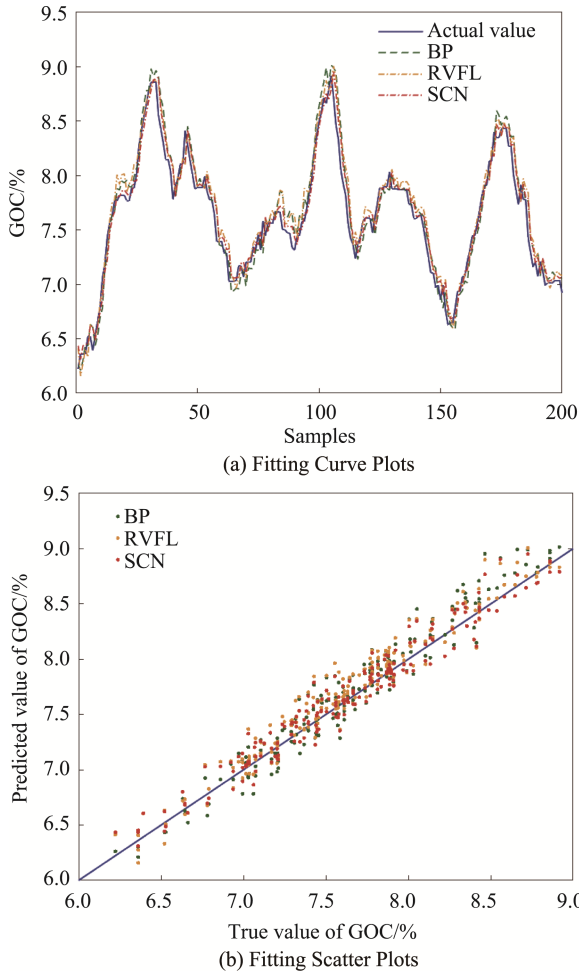 9.5
9.0
8.5
8.0
7.5
7.0
6.5
6.0
GOC/%
Actual value
BP
RVFL
SCN
0 50 100 150 200
Samples
(a) Fitting Curve Plots
9.5
9.0
8.5
8.0
7.5
7.0
6.5
6.0
Predicted value of GOC/%
BP
RVFL
SCN
6.0 6.5 7.0 7.5 8.0 8.5 9.0
True value of GOC/%
(b) Fitting Scatter Plots